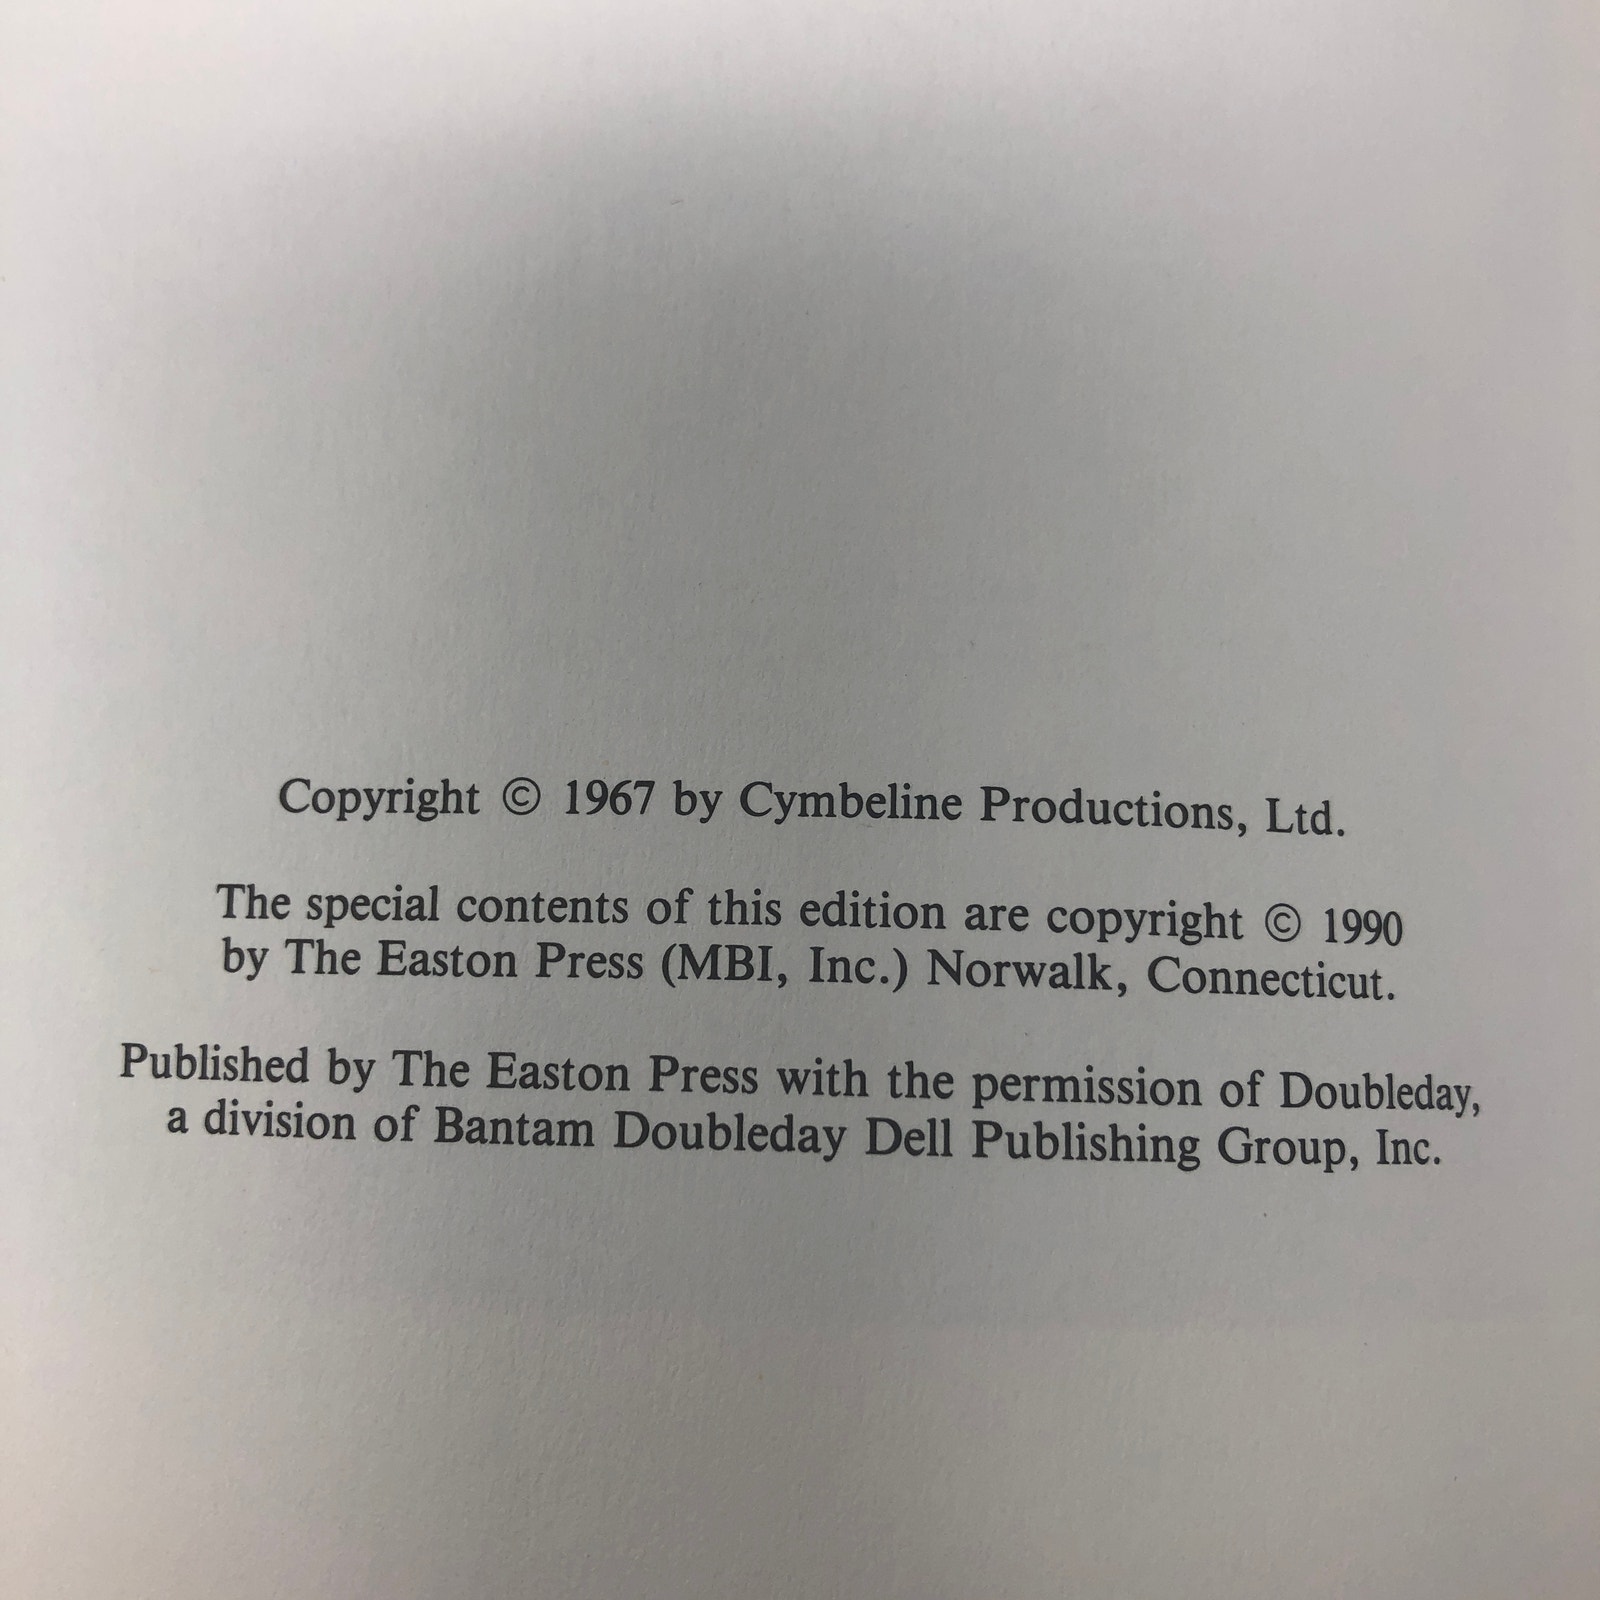 Copyright © 1967 by Cymbeline Productions, Ltd.
The special contents of this edition are copyright © 1990
by The Easton Press (MBI, Inc.) Norwalk, Connecticut.
Published by The Easton Press with the permission of Doubleday,
a division of Bantam Doubleday Dell Publishing Group, Inc.